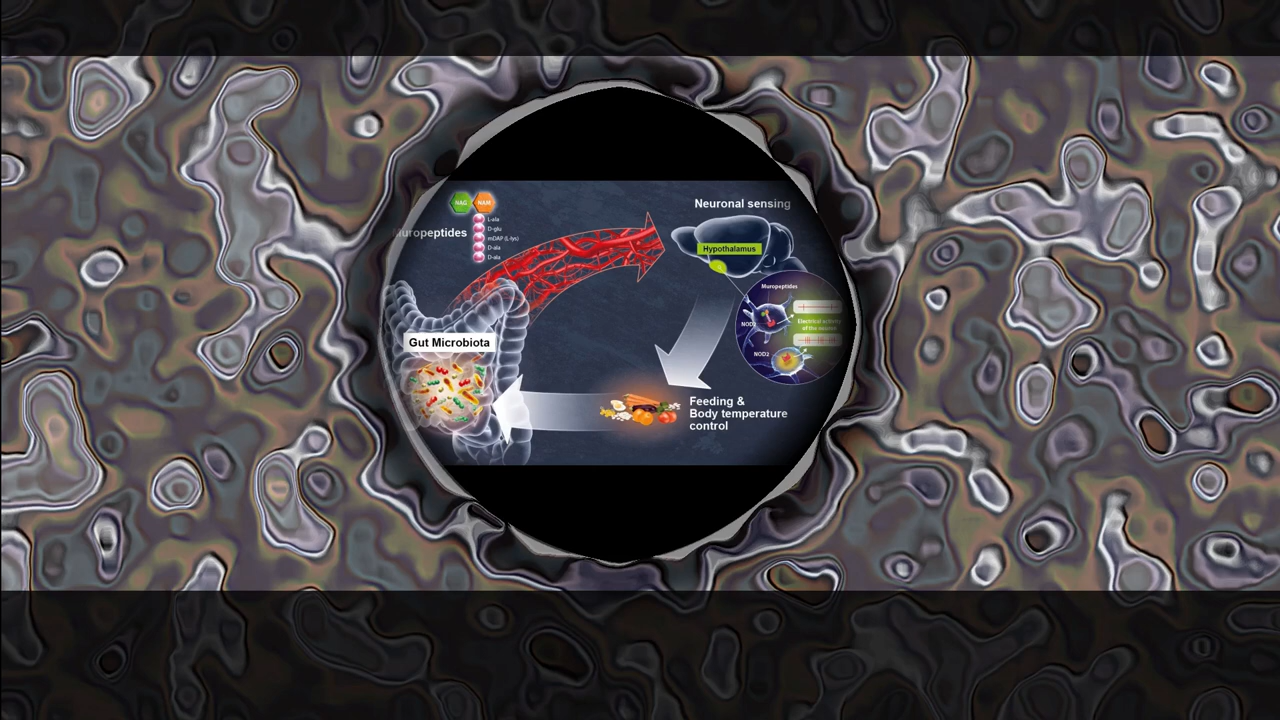 NAG NAM
L-ala
D-glu
mDAP (L-lys)
D-ala
D-ala
Neuronal sensing
Hypothalamus
Muropeptides
Electrical activity
of the neuron
NOD2
Gut Microbiota
Feeding &
Body temperature
control